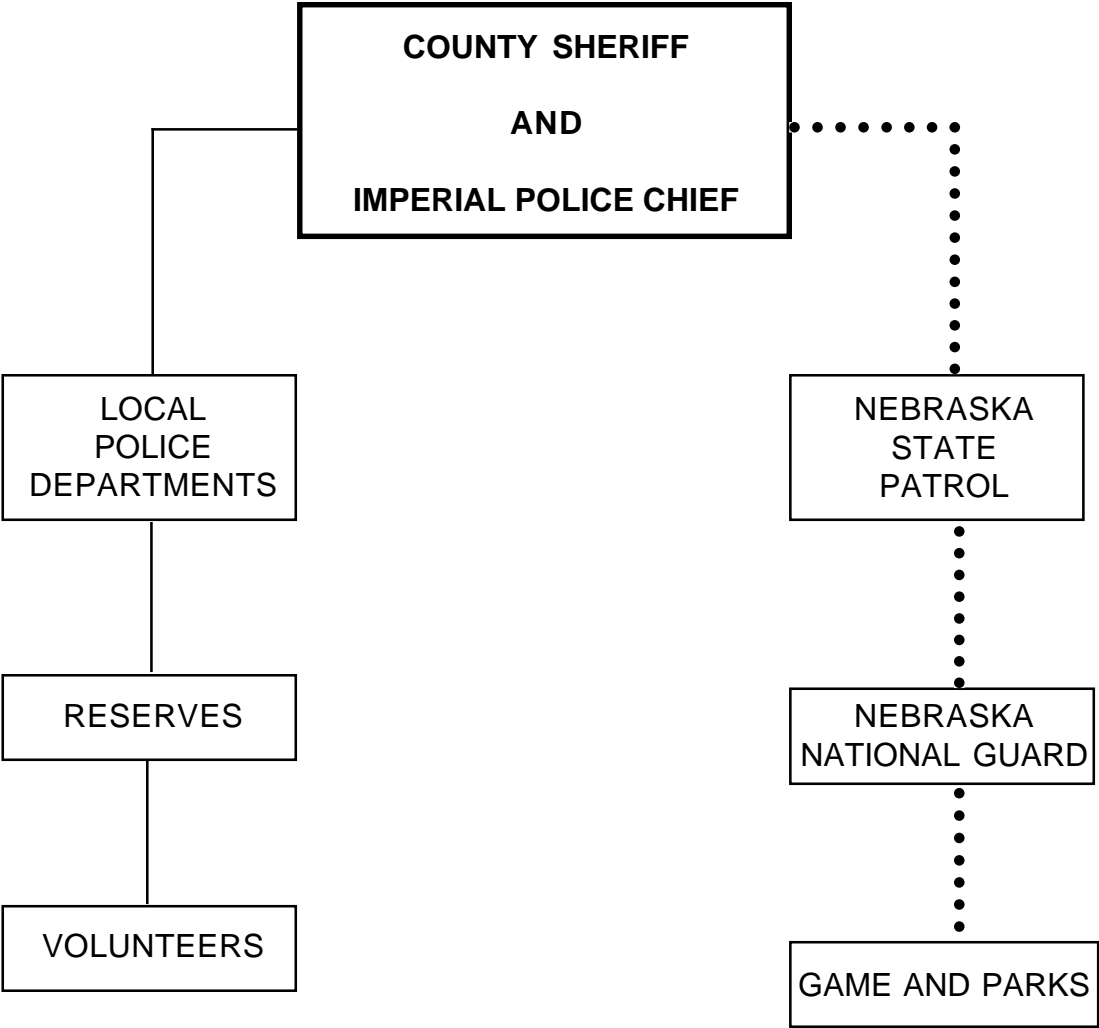 COUNTY SHERIFF
AND
IMPERIAL POLICE CHIEF
LOCAL
POLICE
DEPARTMENTS
NEBRASKA
STATE
PATROL
RESERVES
NEBRASKA
NATIONAL GUARD
VOLUNTEERS
GAME AND PARKS